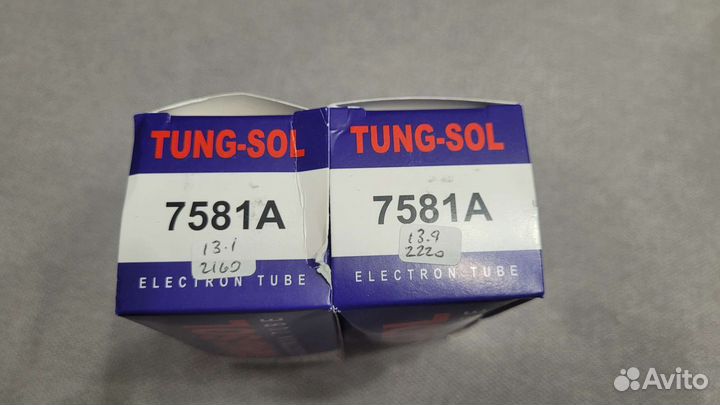 TUNG-SOL
7581A
13.1
2160
ELECTRON TUBE
TUNG-SOL
7581A
13.9
2220
ELECTRON TUBE
Avito